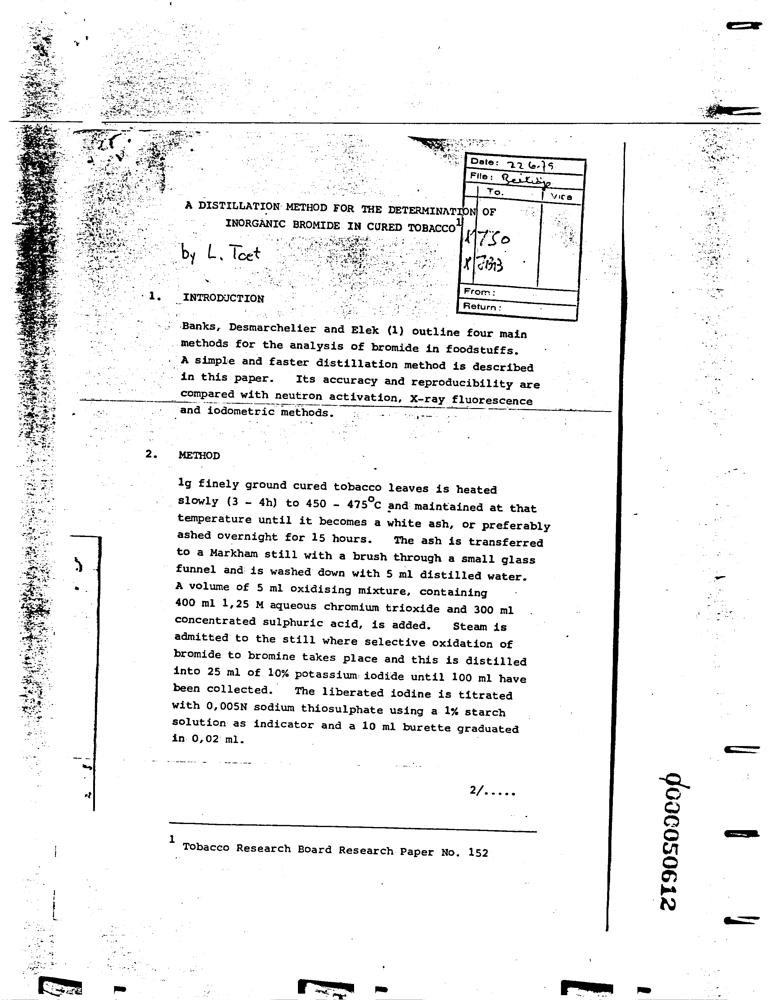 Date: 22 6.75
File:
To. Vice
A DISTILLATION METHOD FOR THE DETERMINATION OF
INORGANIC BROMIDE IN CURED TOBACCO1
by L. Toet
X 750
X
From:
Return:
1. INTRODUCTION
Banks, Desmarchelier and Elek (1) outline four main
methods for the analysis of bromide in foodstuffs.
A simple and faster distillation method is described
in this paper. Its accuracy and reproducibility are
compared with neutron activation, X-ray fluorescence
and iodometric methods.
2. METHOD
1g finely ground cured tobacco leaves is heated
slowly (3 - 4h) to 450 - 475°C and maintained at that
temperature until it becomes a white ash, or preferably
ashed overnight for 15 hours. The ash is transferred
to a Markham still with a brush through a small glass
funnel and is washed down with 5 ml distilled water.
A volume of 5 ml oxidising mixture, containing
400 ml 1,25 M aqueous chromium trioxide and 300 ml
concentrated sulphuric acid, is added. Steam is
admitted to the still where selective oxidation of
bromide to bromine takes place and this is distilled
into 25 ml of 10% potassium iodide until 100 ml have
been collected. The liberated iodine is titrated
with 0,005N sodium thiosulphate using a 1% starch
solution as indicator and a 10 ml burette graduated
in 0,02 ml.
2/.....
1 Tobacco Research Board Research Paper No. 152
0000050612